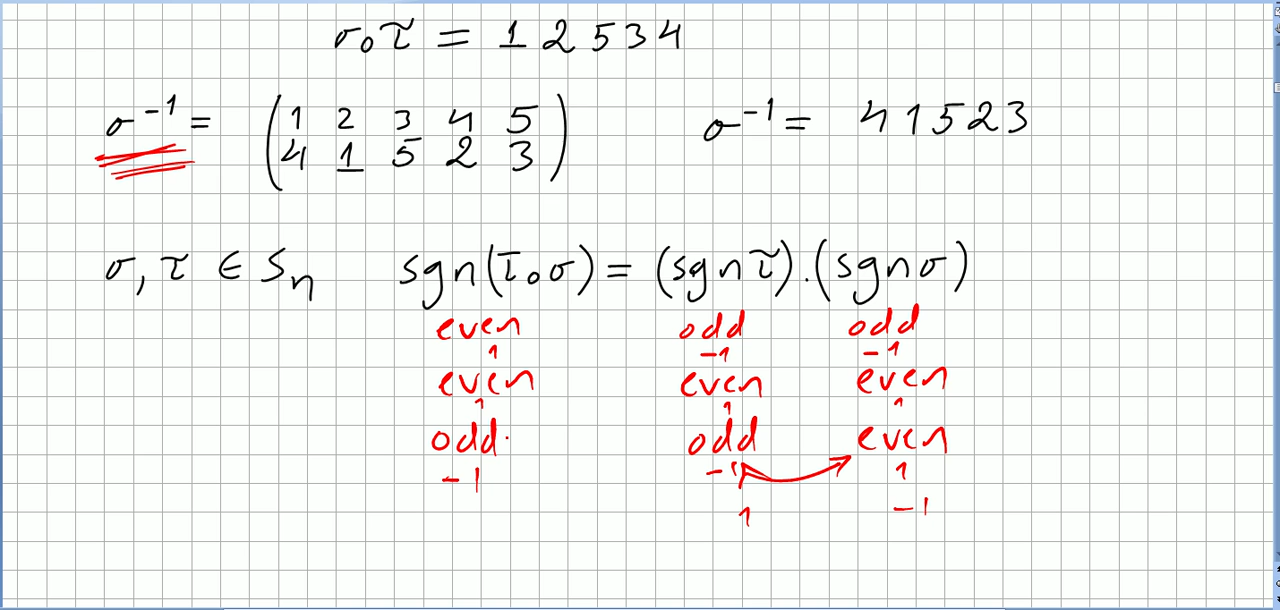 σ∘τ = 1 2 5 3 4
σ⁻¹ = (1 2 3 4 5 σ⁻¹ = 4 1 5 2 3
4 1 5 2 3)
σ, τ ∈ Sn sgn(τ∘σ) = (sgn τ).(sgn σ)
even odd odd
1 -1 -1
even even even
1 1 1
odd. odd even
-1 -1 1
1 -1